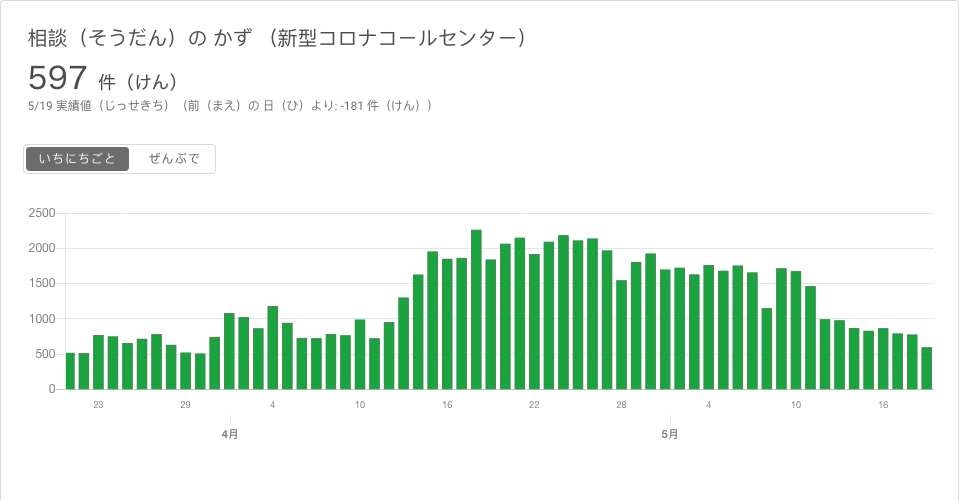 相談（そうだん）の かず （新型コロナコールセンター）
597 件（けん）
5/19 実績値（じっせきち）（前（まえ）の 日（ひ）より: -181 件（けん））
いちにちごと ぜんぶで
2500
2000
1500
1000
500
0
23 29 4 10 16 22 28 4 10 16
4月 5月